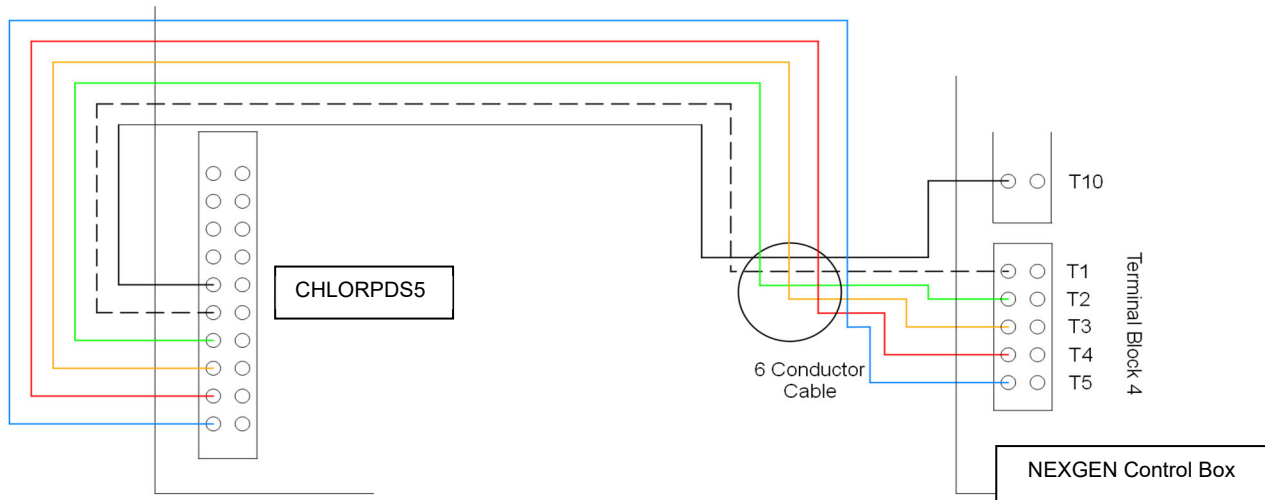 CHLORPDS5
T10
T1
T2
T3
T4
T5
Terminal Block 4
6 Conductor
Cable
NEXGEN Control Box